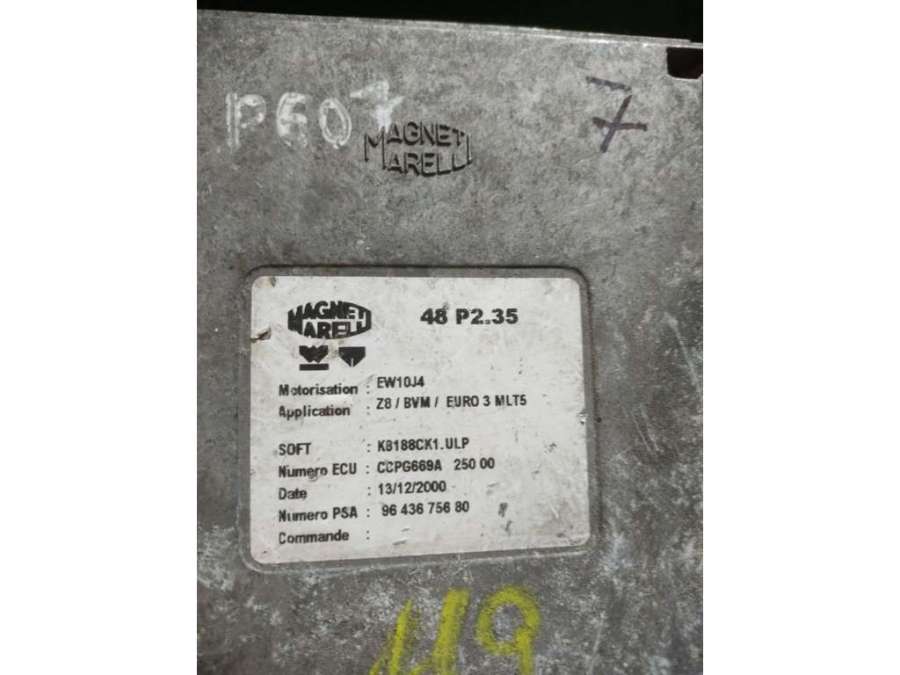 P607
7
MAGNETI
MARELLI
MAGNETI
MARELLI
48 P2.35
Motorisation : EW10J4
Application : Z8 / BVM / EURO 3 MLT5
SOFT : K8188CK1.ULP
Numero ECU : CCPG669A 250 00
Date : 13/12/2000
Numero PSA : 96 436 756 80
Commande :
119